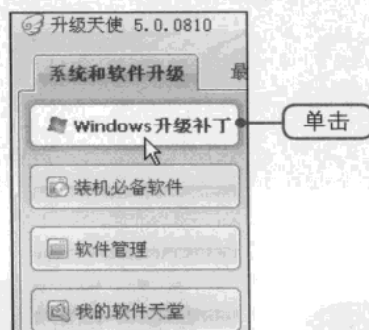 升级天使 5.0.0810
系统和软件升级 最
Windows升级补丁 单击
装机必备软件
软件管理
我的软件天堂